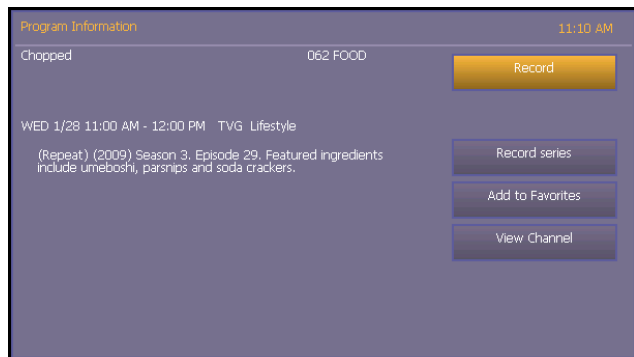 Program Information 11:10 AM
Chopped 062 FOOD
Record
WED 1/28 11:00 AM - 12:00 PM TVG Lifestyle
(Repeat) (2009) Season 3. Episode 29. Featured ingredients
include umeboshi, parsnips and soda crackers.
Record series
Add to Favorites
View Channel